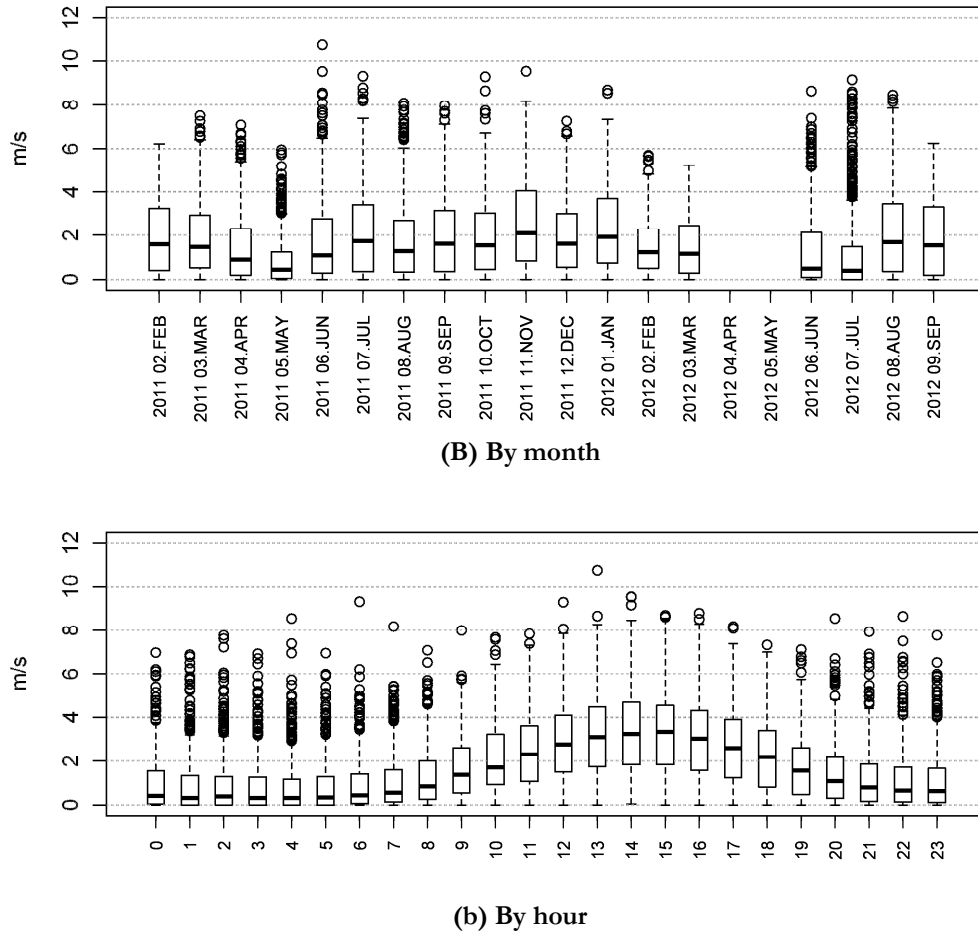 12
10
8
6
4
2
0
m/s
2011 02.FEB
2011 03.MAR
2011 04.APR
2011 05.MAY
2011 06.JUN
2011 07.JUL
2011 08.AUG
2011 09.SEP
2011 10.OCT
2011 11.NOV
2011 12.DEC
2012 01.JAN
2012 02.FEB
2012 03.MAR
2012 04.APR
2012 05.MAY
2012 06.JUN
2012 07.JUL
2012 08.AUG
2012 09.SEP
(B) By month
12
10
8
6
4
2
0
m/s
0
1
2
3
4
5
6
7
8
9
10
11
12
13
14
15
16
17
18
19
20
21
22
23
(b) By hour